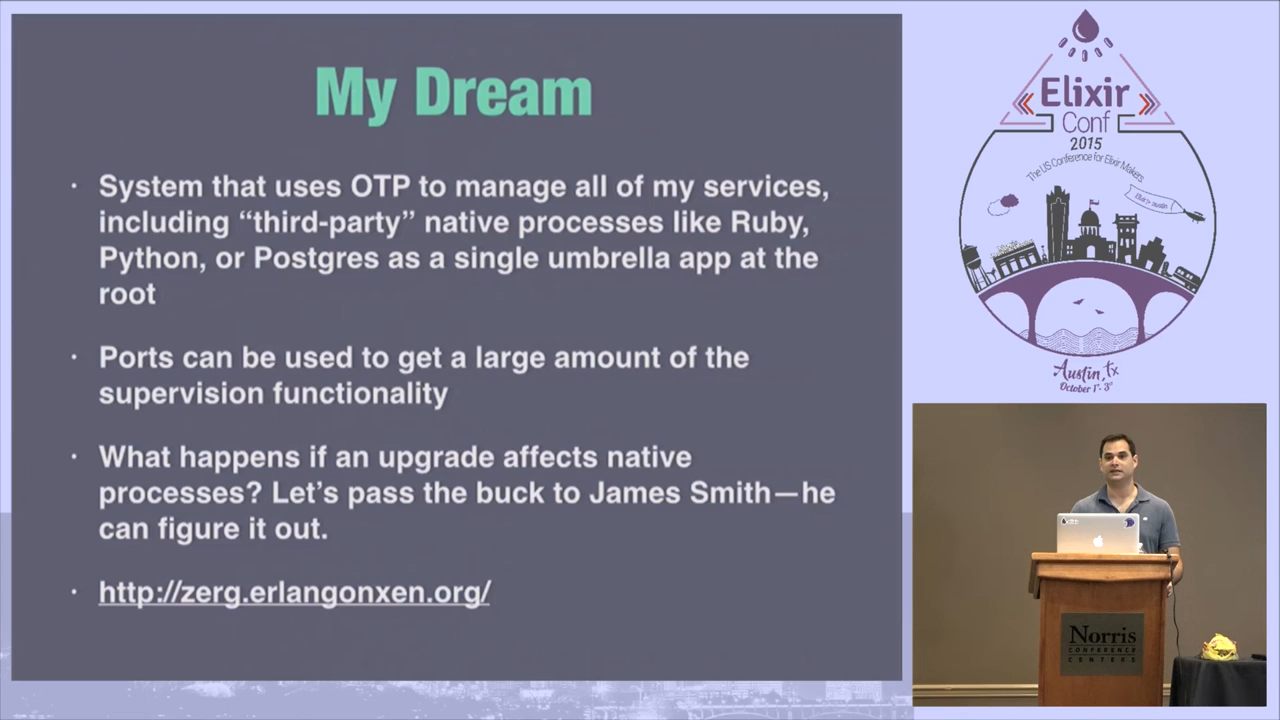 My Dream
· System that uses OTP to manage all of my services,
including “third-party” native processes like Ruby,
Python, or Postgres as a single umbrella app at the
root
· Ports can be used to get a large amount of the
supervision functionality
· What happens if an upgrade affects native
processes? Let’s pass the buck to James Smith—he
can figure it out.
· http://zerg.erlangonxen.org/
Elixir
Conf
2015
The US Conference for Elixir Makers
Austin, Tx
October 1st - 3rd
Norris
CONFERENCE
CENTERS